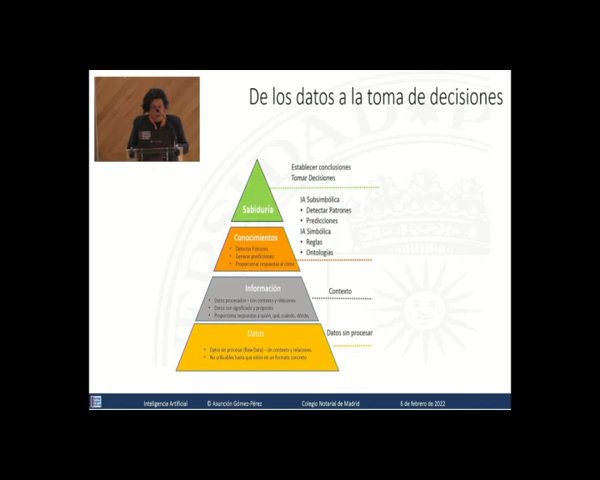 De los datos a la toma de decisiones
Establecer conclusiones
Tomar Decisiones
Sabiduría
IA Subsimbólica
• Detectar Patrones
• Predicciones
IA Simbólica
• Reglas
• Ontologías
Conocimientos
• Detectar Patrones
• Generar predicciones
• Proporcionar respuestas al cómo
Información
• Datos procesados – con contexto y relaciones
• Datos con significado y propósito
• Proporciona respuestas a quién, qué, cuándo, dónde,
Contexto
Datos
• Datos sin procesar (Raw Data) – sin contexto y relaciones
• No utilizables hasta que estén en un formato concreto
Datos sin procesar
Inteligencia Artificial © Asunción Gómez-Pérez Colegio Notarial de Madrid 6 de febrero de 2022